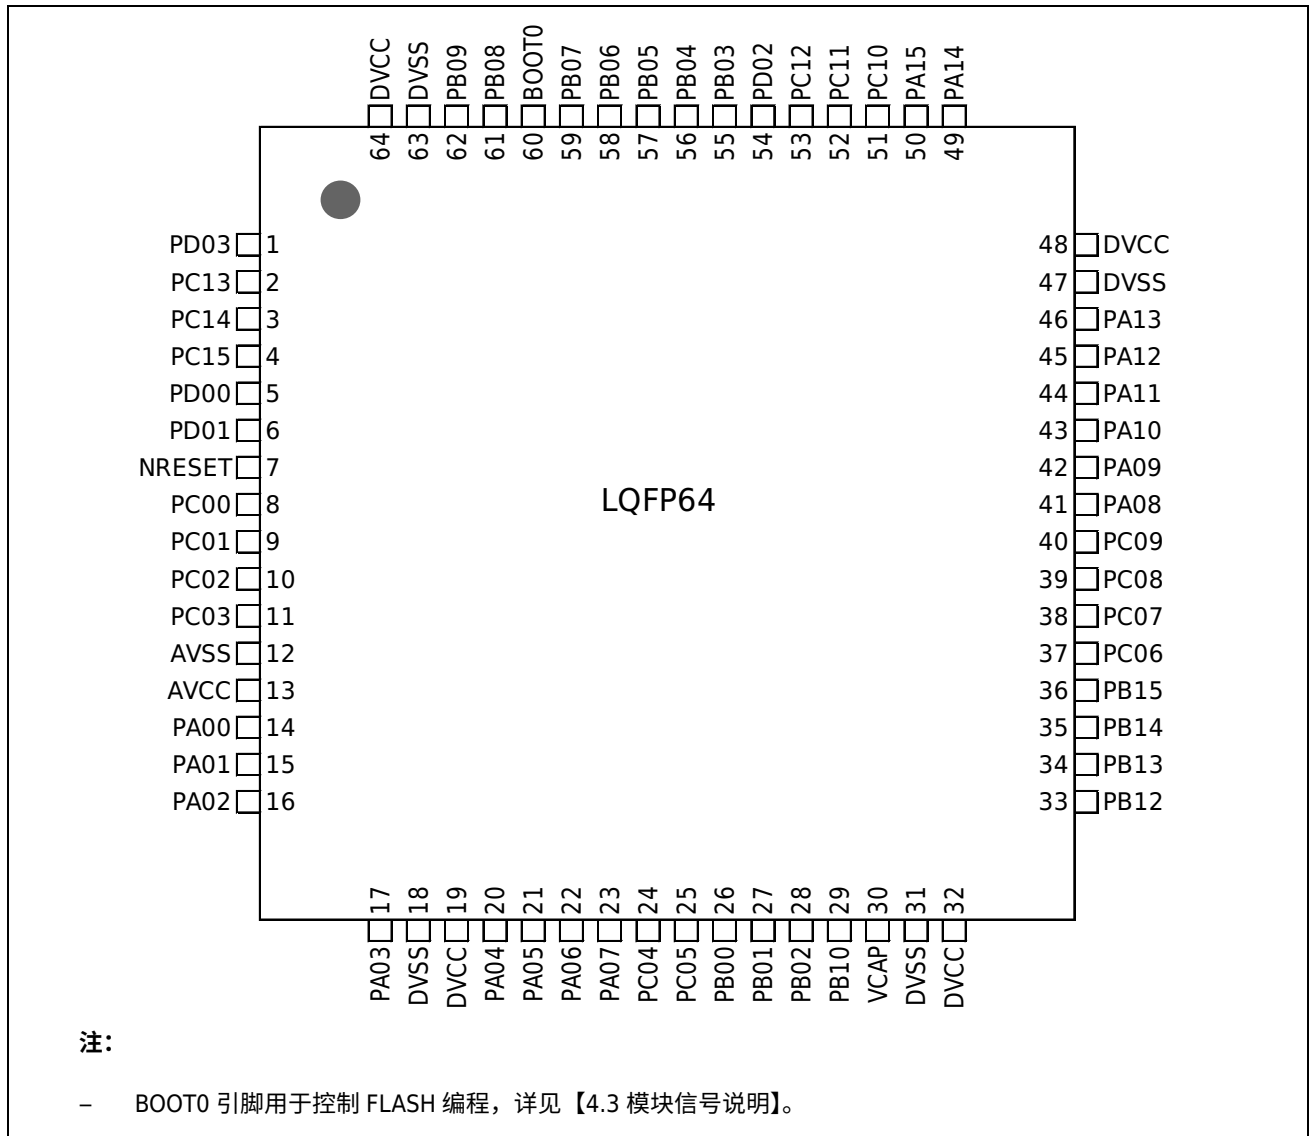 DVCC
DVSS
PB09
PB08
BOOT0
PB07
PB06
PB05
PB04
PB03
PD02
PC12
PC11
PC10
PA15
PA14
64
63
62
61
60
59
58
57
56
55
54
53
52
51
50
49
PD03 1
PC13 2
PC14 3
PC15 4
PD00 5
PD01 6
NRESET 7
PC00 8
PC01 9
PC02 10
PC03 11
AVSS 12
AVCC 13
PA00 14
PA01 15
PA02 16
LQFP64
48 DVCC
47 DVSS
46 PA13
45 PA12
44 PA11
43 PA10
42 PA09
41 PA08
40 PC09
39 PC08
38 PC07
37 PC06
36 PB15
35 PB14
34 PB13
33 PB12
17
18
19
20
21
22
23
24
25
26
27
28
29
30
31
32
PA03
DVSS
DVCC
PA04
PA05
PA06
PA07
PC04
PC05
PB00
PB01
PB02
PB10
VCAP
DVSS
DVCC
注：
– BOOT0 引脚用于控制 FLASH 编程，详见【4.3 模块信号说明】。